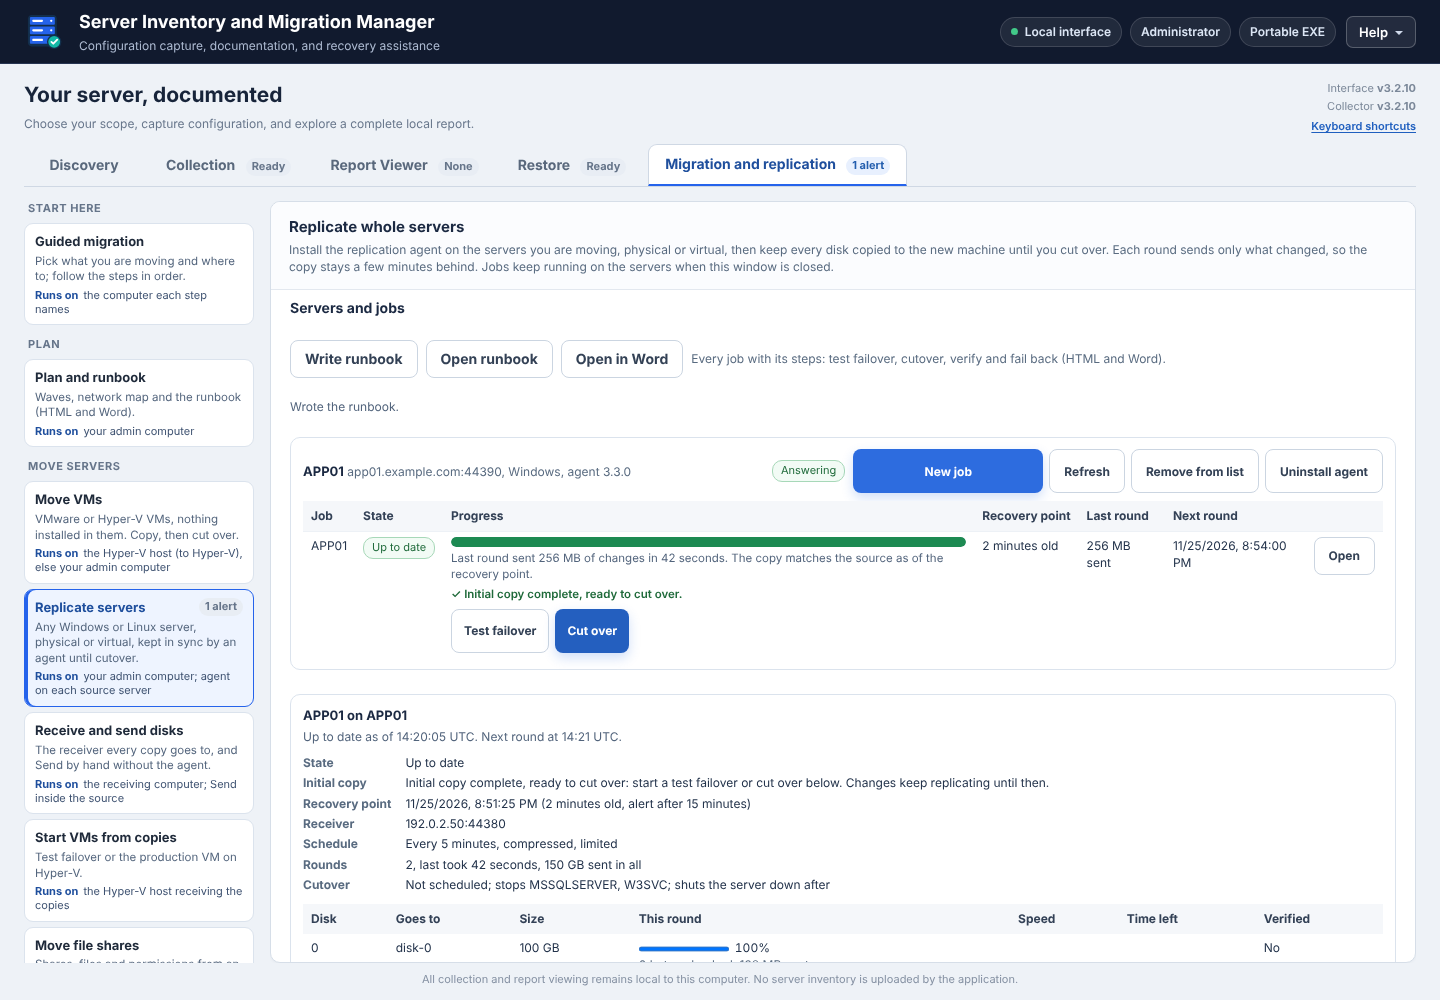 Server Inventory and Migration Manager
Configuration capture, documentation, and recovery assistance
Local interface
Administrator
Portable EXE
Help
Your server, documented
Choose your scope, capture configuration, and explore a complete local report.
Interface v3.2.10
Collector v3.2.10
Keyboard shortcuts
Discovery
Collection Ready
Report Viewer None
Restore Ready
Migration and replication 1 alert
START HERE
Guided migration
Pick what you are moving and where
to; follow the steps in order.
Runs on the computer each step
names
PLAN
Plan and runbook
Waves, network map and the runbook
(HTML and Word).
Runs on your admin computer
MOVE SERVERS
Move VMs
VMware or Hyper-V VMs, nothing
installed in them. Copy, then cut over.
Runs on the Hyper-V host (to Hyper-V),
else your admin computer
Replicate servers 1 alert
Any Windows or Linux server,
physical or virtual, kept in sync by an
agent until cutover.
Runs on your admin computer; agent
on each source server
Receive and send disks
The receiver every copy goes to, and
Send by hand without the agent.
Runs on the receiving computer; Send
inside the source
Start VMs from copies
Test failover or the production VM on
Hyper-V.
Runs on the Hyper-V host receiving the
copies
Move file shares
Replicate whole servers
Install the replication agent on the servers you are moving, physical or virtual, then keep every disk copied to the new machine until you cut over. Each round sends only what changed, so the
copy stays a few minutes behind. Jobs keep running on the servers when this window is closed.
Servers and jobs
Write runbook
Open runbook
Open in Word
Every job with its steps: test failover, cutover, verify and fail back (HTML and Word).
Wrote the runbook.
APP01 app01.example.com:44390, Windows, agent 3.3.0
Answering
New job
Refresh
Remove from list
Uninstall agent
Job State Progress Recovery point Last round Next round
APP01
Up to date
Last round sent 256 MB of changes in 42 seconds. The copy matches the source as of the
recovery point.
✓ Initial copy complete, ready to cut over.
Test failover
Cut over
2 minutes old
256 MB
sent
11/25/2026, 8:54:00
PM
Open
APP01 on APP01
Up to date as of 14:20:05 UTC. Next round at 14:21 UTC.
State Up to date
Initial copy Initial copy complete, ready to cut over: start a test failover or cut over below. Changes keep replicating until then.
Recovery point 11/25/2026, 8:51:25 PM (2 minutes old, alert after 15 minutes)
Receiver 192.0.2.50:44380
Schedule Every 5 minutes, compressed, limited
Rounds 2, last took 42 seconds, 150 GB sent in all
Cutover Not scheduled; stops MSSQLSERVER, W3SVC; shuts the server down after
Disk Goes to Size This round Speed Time left Verified
0 disk-0 100 GB 100% No
All collection and report viewing remains local to this computer. No server inventory is uploaded by the application.